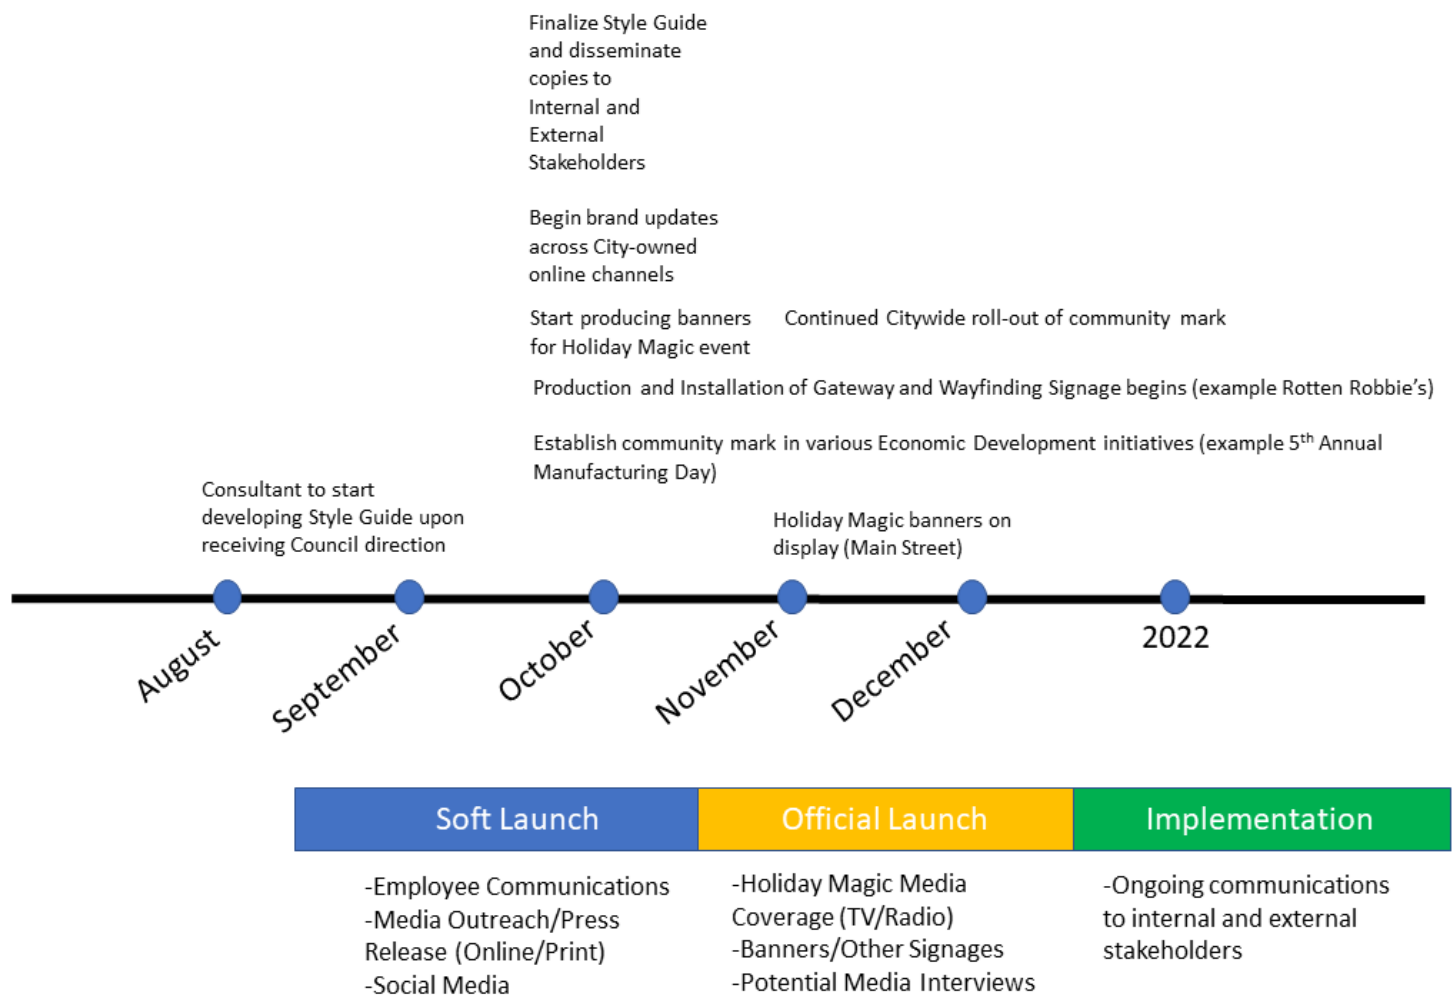 Finalize Style Guide
and disseminate
copies to
Internal and
External
Stakeholders
Begin brand updates
across City-owned
online channels
Start producing banners
for Holiday Magic event
Continued Citywide roll-out of community mark
Production and Installation of Gateway and Wayfinding Signage begins (example Rotten Robbie’s)
Establish community mark in various Economic Development initiatives (example 5th Annual
Manufacturing Day)
Consultant to start
developing Style Guide upon
receiving Council direction
Holiday Magic banners on
display (Main Street)
August
September
October
November
December
2022
Soft Launch
Official Launch
Implementation
-Employee Communications
-Media Outreach/Press
Release (Online/Print)
-Social Media
-Holiday Magic Media
Coverage (TV/Radio)
-Banners/Other Signages
-Potential Media Interviews
-Ongoing communications
to internal and external
stakeholders